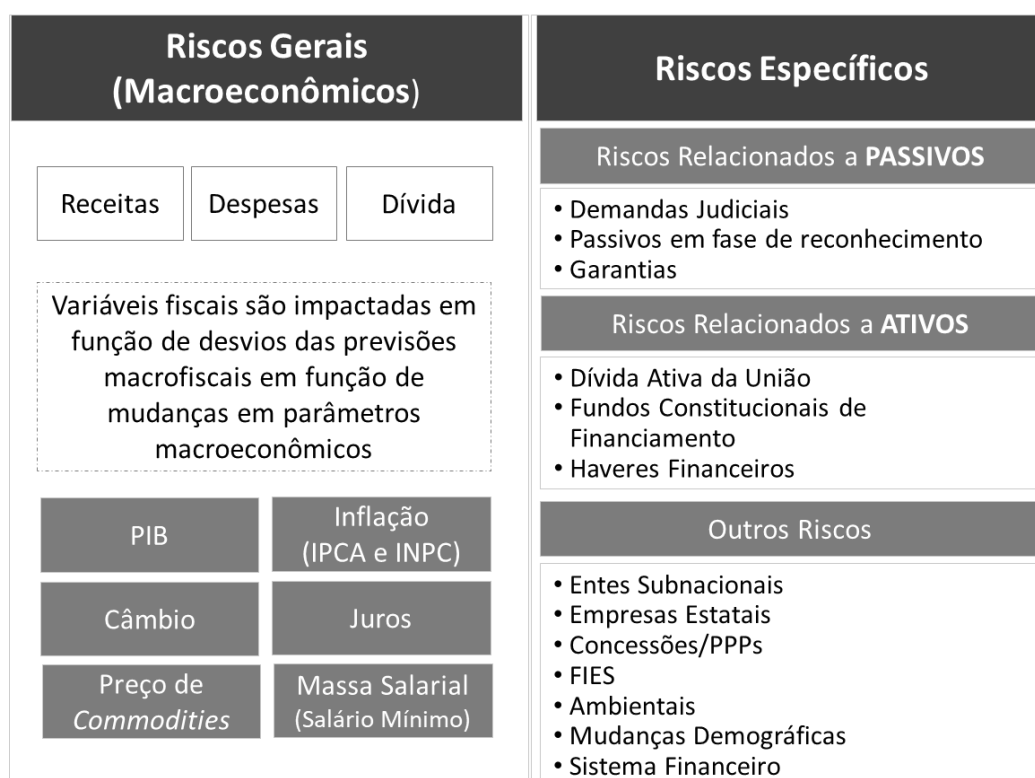 Riscos Gerais
(Macroeconômicos)
Receitas
Despesas
Dívida
Variáveis fiscais são impactadas em
função de desvios das previsões
macrofiscais em função de
mudanças em parâmetros
macroeconômicos
PIB
Inflação
(IPCA e INPC)
Câmbio
Juros
Preço de
Commodities
Massa Salarial
(Salário Mínimo)
Riscos Específicos
Riscos Relacionados a PASSIVOS
• Demandas Judiciais
• Passivos em fase de reconhecimento
• Garantias
Riscos Relacionados a ATIVOS
• Dívida Ativa da União
• Fundos Constitucionais de
Financiamento
• Haveres Financeiros
Outros Riscos
• Entes Subnacionais
• Empresas Estatais
• Concessões/PPPs
• FIES
• Ambientais
• Mudanças Demográficas
• Sistema Financeiro